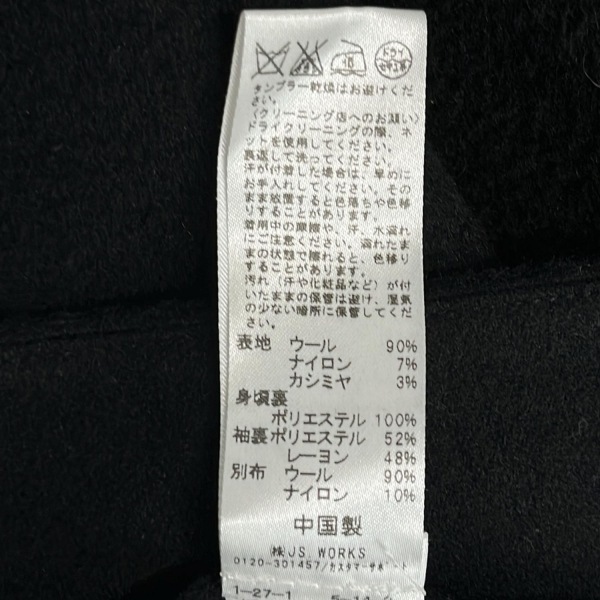 ドライ
セキユ系
タンブラー乾燥はお避けくだ
さい。
〈クリーニング店へのお願い〉
ドライクリーニングの際、ネ
ットを使用してください。
裏返して洗ってください。
汗が付着した場合は、早めに
お手入れしてください。その
まま放置すると色落ちや色移
りすることがあります。
着用中の摩擦や、汗、水濡れ
にご注意ください。濡れたま
まの状態で擦れると、色移り
することがあります。
汚れ(汗や化粧品など)が付
いたままの保管は避け、湿気
の少ない暗所に保管してくだ
さい。
表地 ウール 90%
ナイロン 7%
カシミヤ 3%
身頃裏
ポリエステル 100%
袖裏ポリエステル 52%
レーヨン 48%
別布 ウール 90%
ナイロン 10%
中国製
㈱JS. WORKS
0120-301457/カスタマーサポート
1-27-1